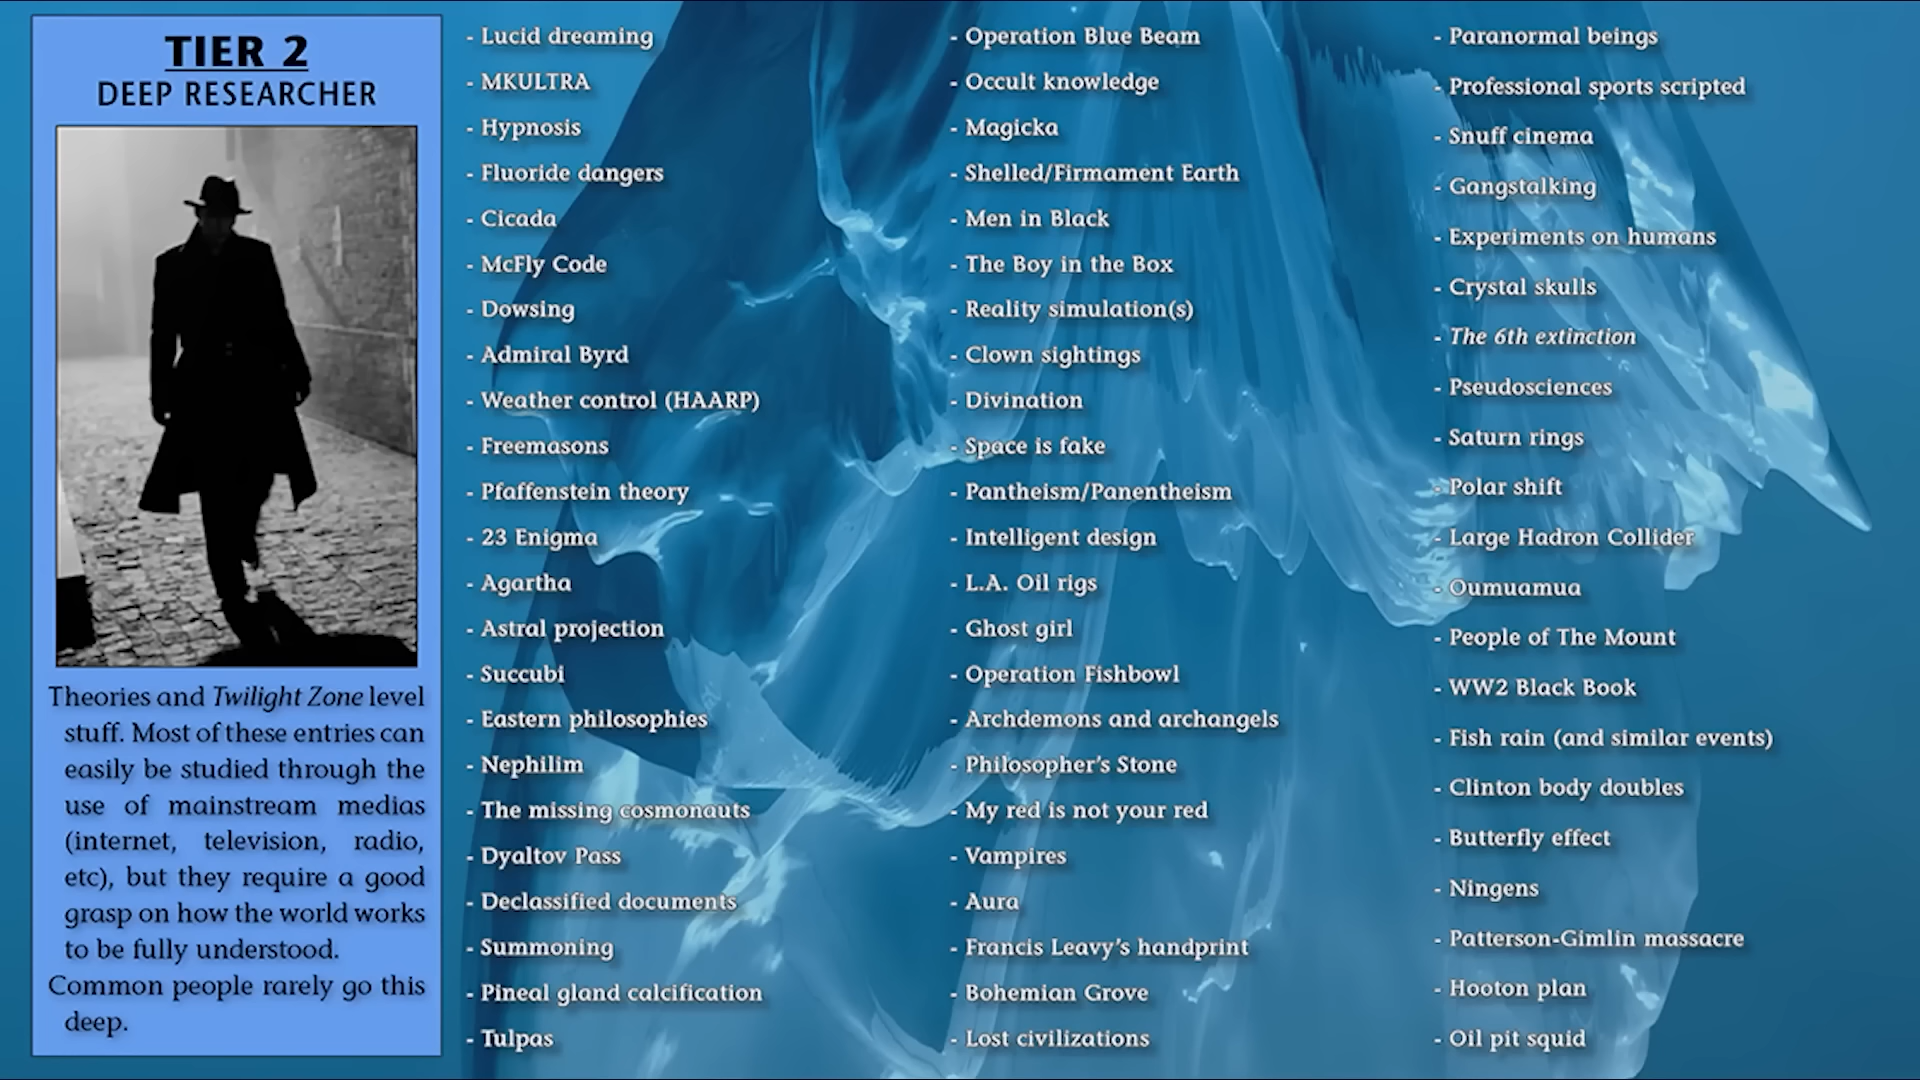 TIER 2
DEEP RESEARCHER
Theories and Twilight Zone level
stuff. Most of these entries can
easily be studied through the
use of mainstream medias
(internet, television, radio,
etc), but they require a good
grasp on how the world works
to be fully understood.
Common people rarely go this
deep.
- Lucid dreaming
- MKULTRA
- Hypnosis
- Fluoride dangers
- Cicada
- McFly Code
- Dowsing
- Admiral Byrd
- Weather control (HAARP)
- Freemasons
- Pfaffenstein theory
- 23 Enigma
- Agartha
- Astral projection
- Succubi
- Eastern philosophies
- Nephilim
- The missing cosmonauts
- Dyaltov Pass
- Declassified documents
- Summoning
- Pineal gland calcification
- Tulpas
- Operation Blue Beam
- Occult knowledge
- Magicka
- Shelled/Firmament Earth
- Men in Black
- The Boy in the Box
- Reality simulation(s)
- Clown sightings
- Divination
- Space is fake
- Pantheism/Panentheism
- Intelligent design
- L.A. Oil rigs
- Ghost girl
- Operation Fishbowl
- Archdemons and archangels
- Philosopher's Stone
- My red is not your red
- Vampires
- Aura
- Francis Leavy's handprint
- Bohemian Grove
- Lost civilizations
- Paranormal beings
- Professional sports scripted
- Snuff cinema
- Gangstalking
- Experiments on humans
- Crystal skulls
- The 6th extinction
- Pseudosciences
- Saturn rings
- Polar shift
- Large Hadron Collider
- Oumuamua
- People of The Mount
- WW2 Black Book
- Fish rain (and similar events)
- Clinton body doubles
- Butterfly effect
- Ningens
- Patterson-Gimlin massacre
- Hooton plan
- Oil pit squid